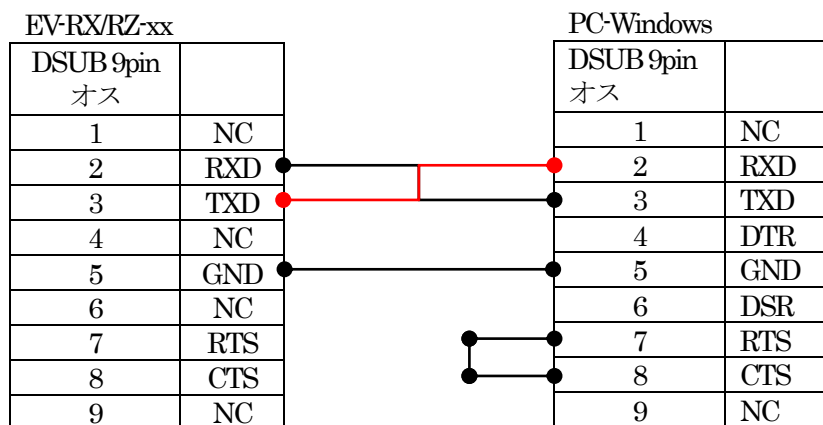 EV-RX/RZ-xx
DSUB 9pin
オス
1 NC
2 RXD
3 TXD
4 NC
5 GND
6 NC
7 RTS
8 CTS
9 NC
PC-Windows
DSUB 9pin
オス
1 NC
2 RXD
3 TXD
4 DTR
5 GND
6 DSR
7 RTS
8 CTS
9 NC